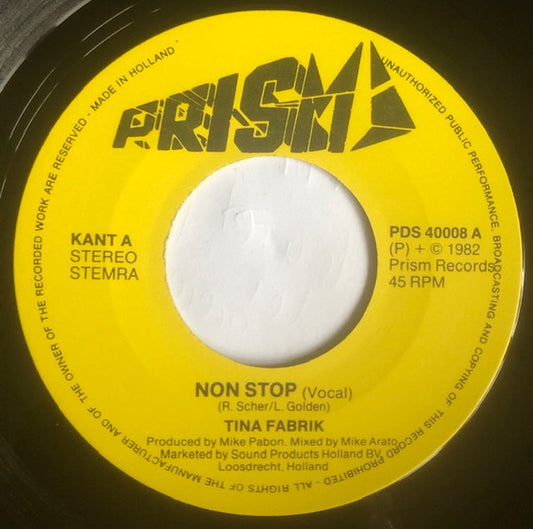 PRISM
KANT A
STEREO
STEMRA
PDS 40008 A
(P) + © 1982
Prism Records
45 RPM
NON STOP (Vocal)
(R. Scher/L. Golden)
TINA FABRIK
Produced by Mike Pabon. Mixed by Mike Arato
Marketed by Sound Products Holland BV.
Loosdrecht, Holland
UNAUTHORIZED PUBLIC PERFORMANCE, BROADCASTING AND COPYING OF THIS RECORD PROHIBITED - ALL RIGHTS OF THE MANUFACTURER AND OF THE OWNER OF THE RECORDED WORK ARE RESERVED - MADE IN HOLLAND